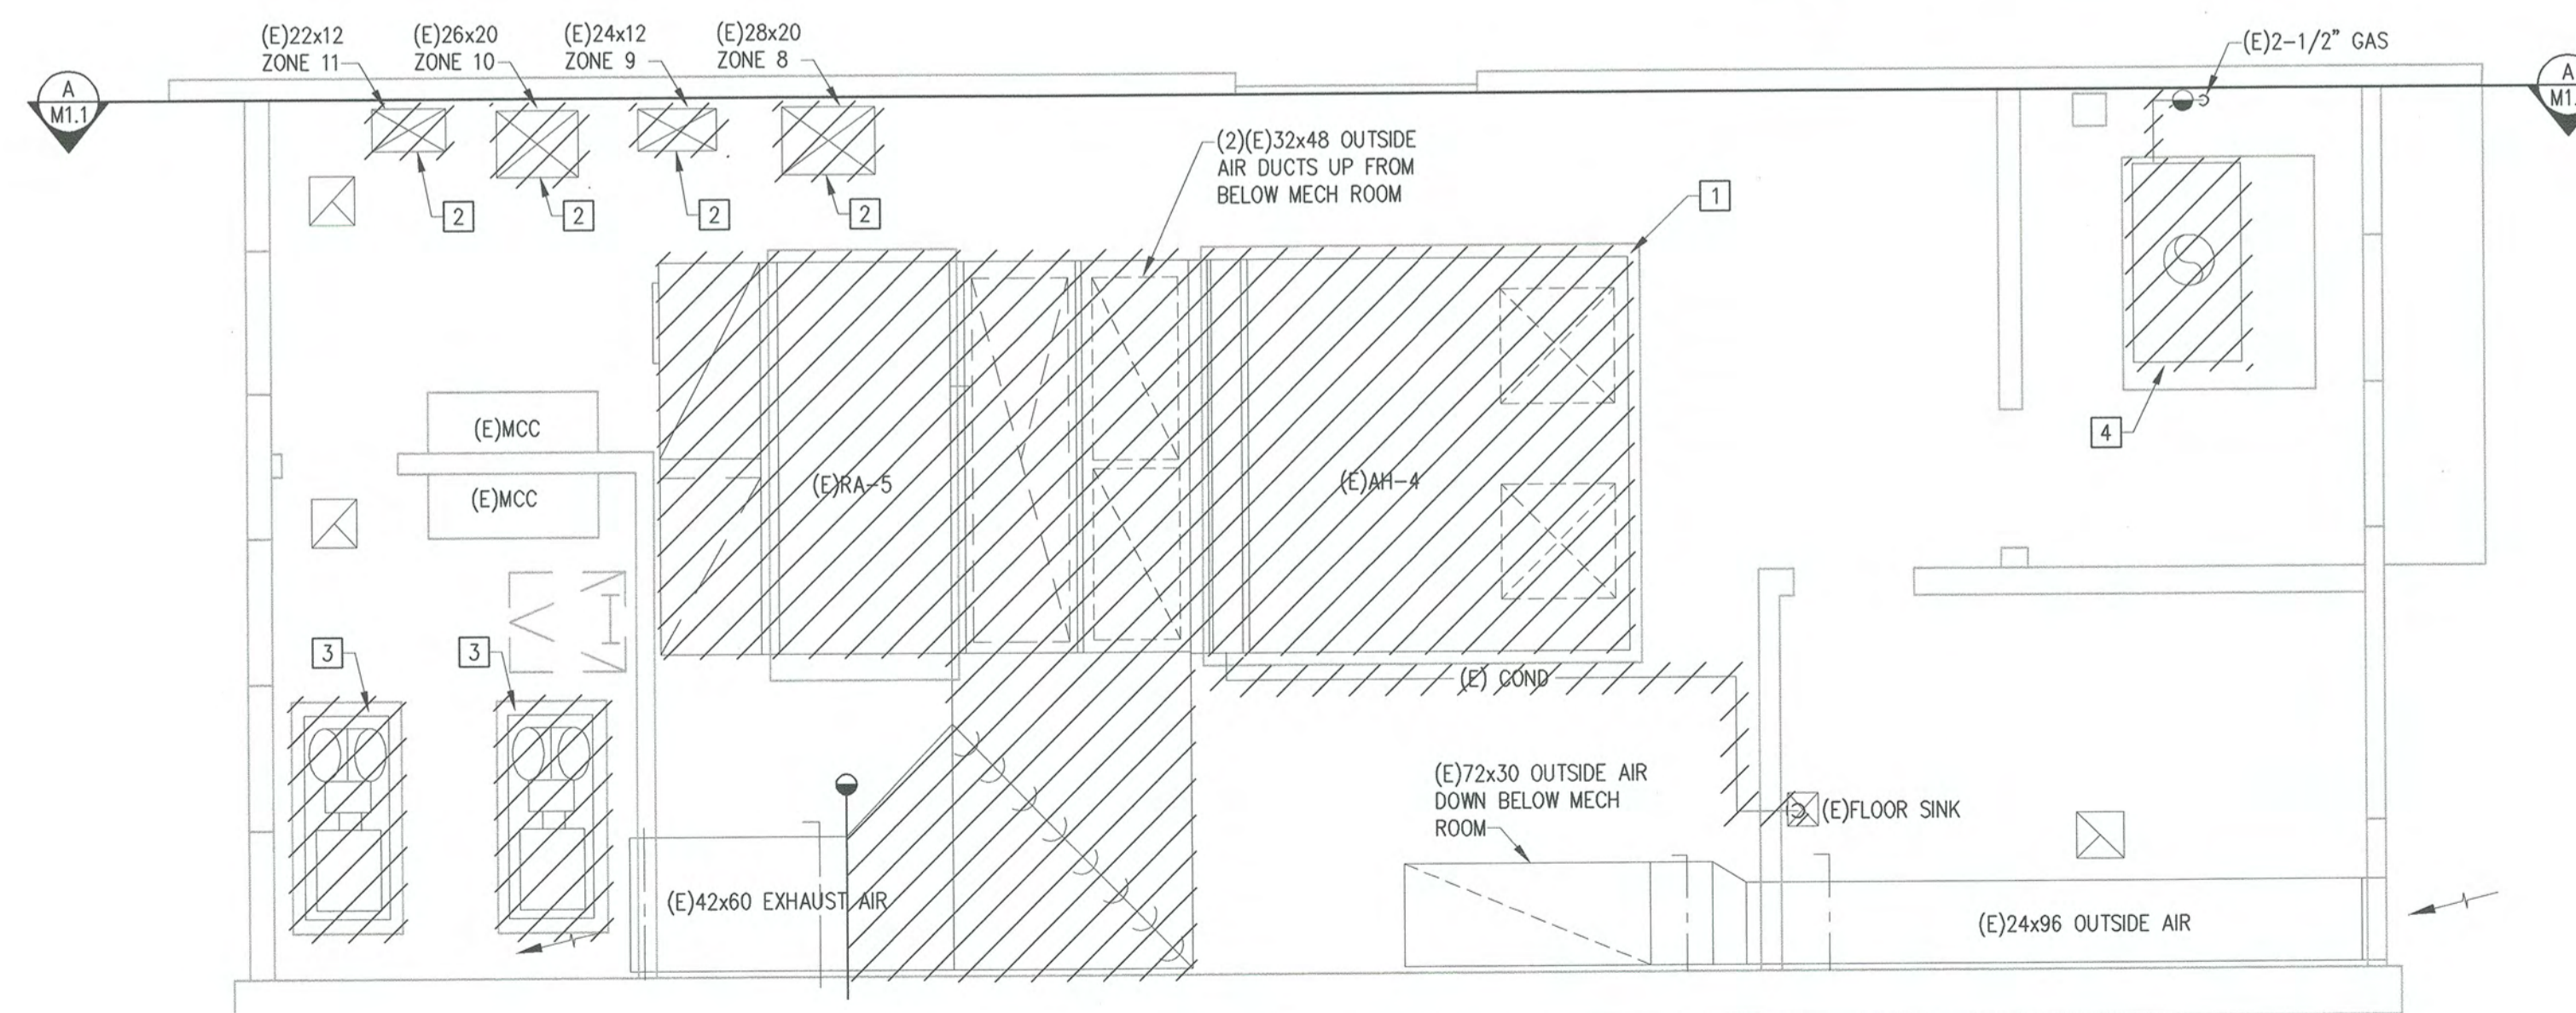 (E)22x12
ZONE 11
(E)26x20
ZONE 10
(E)24x12
ZONE 9
(E)28x20
ZONE 8
(E)2-1/2" GAS
A
M1.1
A
M1.
(2)(E)32x48 OUTSIDE
AIR DUCTS UP FROM
BELOW MECH ROOM
1
2
2
2
2
(E)MCC
(E)MCC
(E)RA-5
(E)AH-4
4
3
3
(E) COND
(E)72x30 OUTSIDE AIR
DOWN BELOW MECH
ROOM
(E)FLOOR SINK
(E)42x60 EXHAUST AIR
(E)24x96 OUTSIDE AIR